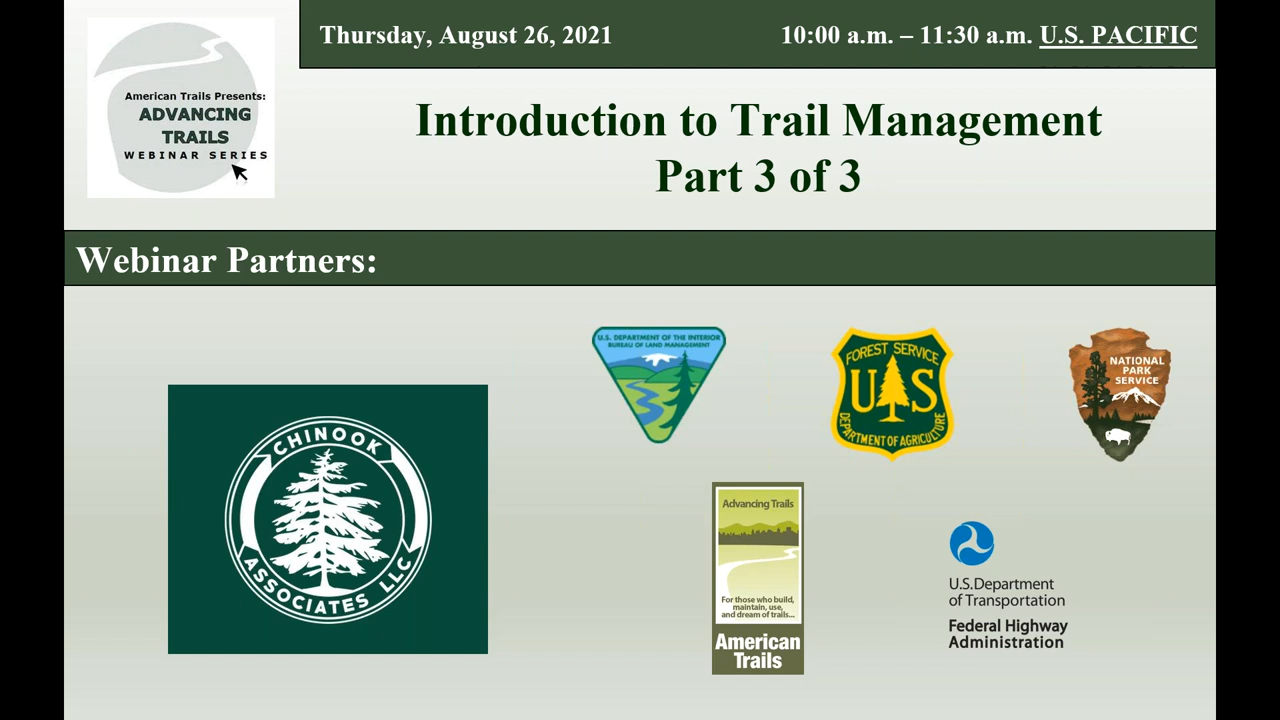 Thursday, August 26, 2021
10:00 a.m. – 11:30 a.m. U.S. PACIFIC
American Trails Presents:
ADVANCING
TRAILS
WEBINAR SERIES
Introduction to Trail Management
Part 3 of 3
Webinar Partners:
U.S. DEPARTMENT OF THE INTERIOR
BUREAU OF LAND MANAGEMENT
FOREST SERVICE
U S
DEPARTMENT OF AGRICULTURE
NATIONAL
PARK
SERVICE
CHINOOK
ASSOCIATES LLC
Advancing Trails
For those who build,
maintain, use,
and dream of trails...
American
Trails
U.S.Department
of Transportation
Federal Highway
Administration